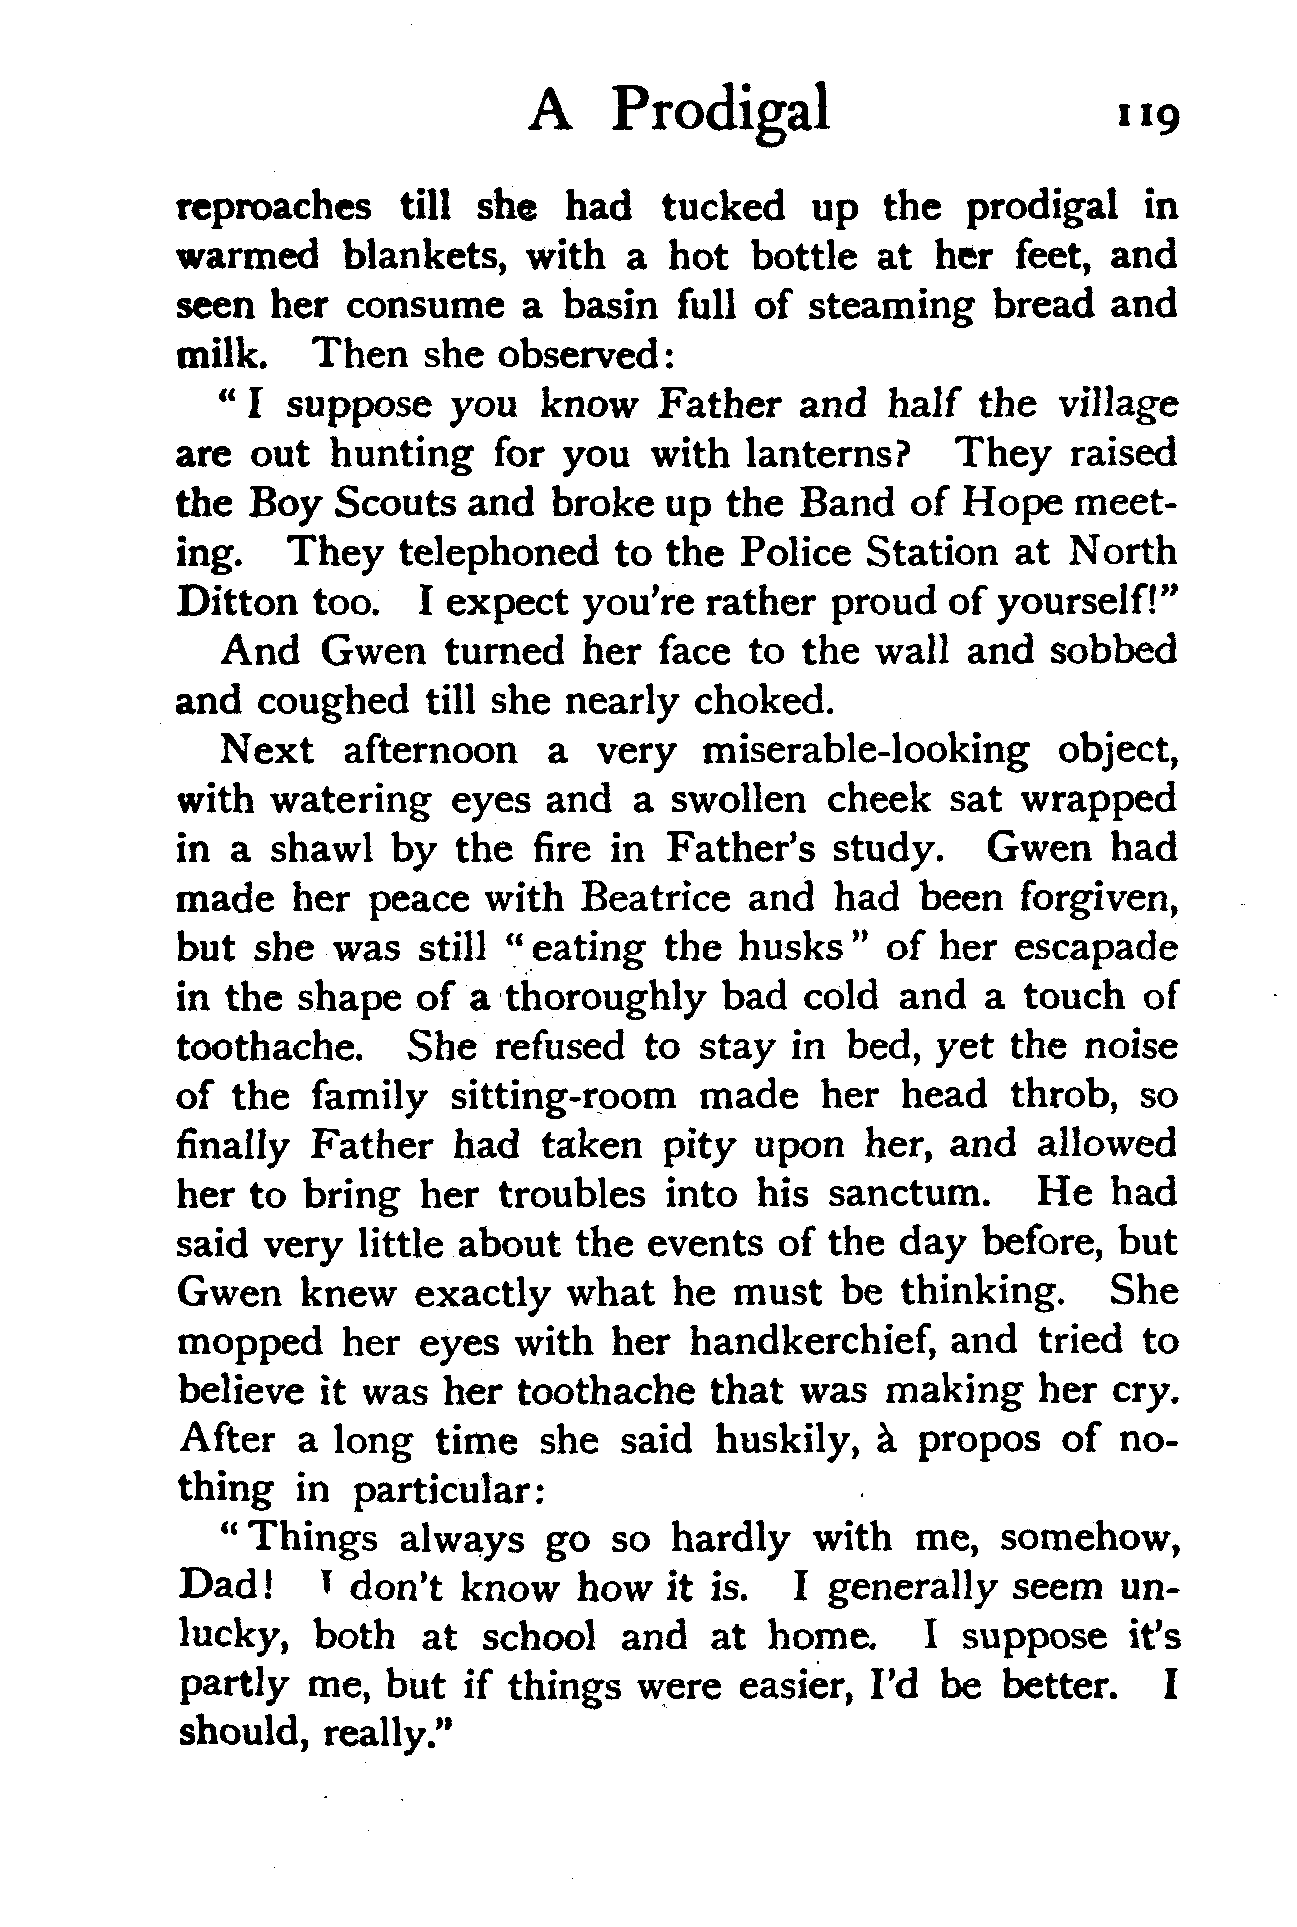 A Prodigal 119
reproaches till she had tucked up the prodigal in
warmed blankets, with a hot bottle at her feet, and
seen her consume a basin full of steaming bread and
milk. Then she observed:
“I suppose you know Father and half the village
are out hunting for you with lanterns? They raised
the Boy Scouts and broke up the Band of Hope meet-
ing. They telephoned to the Police Station at North
Ditton too. I expect you're rather proud of yourself!”
And Gwen turned her face to the wall and sobbed
and coughed till she nearly choked.
Next afternoon a very miserable-looking object,
with watering eyes and a swollen cheek sat wrapped
in a shawl by the fire in Father's study. Gwen had
made her peace with Beatrice and had been forgiven,
but she was still “eating the husks” of her escapade
in the shape of a thoroughly bad cold and a touch of
toothache. She refused to stay in bed, yet the noise
of the family sitting-room made her head throb, so
finally Father had taken pity upon her, and allowed
her to bring her troubles into his sanctum. He had
said very little about the events of the day before, but
Gwen knew exactly what he must be thinking. She
mopped her eyes with her handkerchief, and tried to
believe it was her toothache that was making her cry.
After a long time she said huskily, à propos of no-
thing in particular:
“Things always go so hardly with me, somehow,
Dad! I don't know how it is. I generally seem un-
lucky, both at school and at home. I suppose it's
partly me, but if things were easier, I'd be better. I
should, really.”